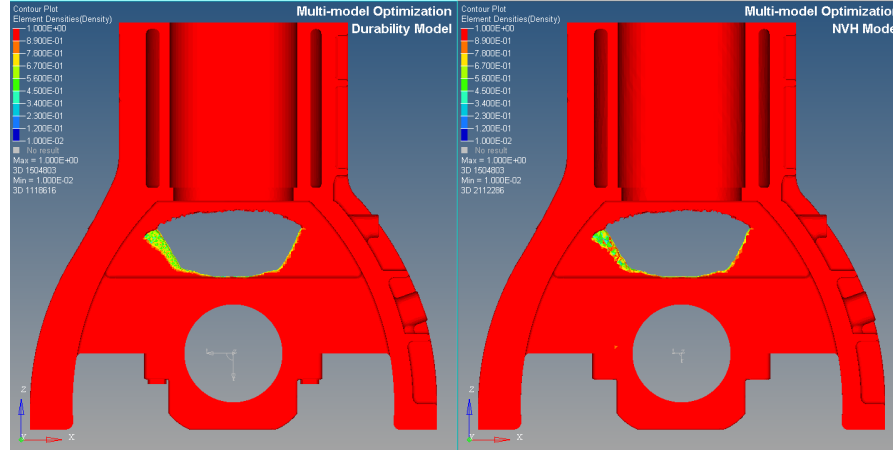 Contour Plot
Element Densities(Density)
1.000E+00
8.900E-01
7.800E-01
6.700E-01
5.600E-01
4.500E-01
3.400E-01
2.300E-01
1.200E-01
1.000E-02
No result
Max = 1.000E+00
3D 1504803
Min = 1.000E-02
3D 1118616
Multi-model Optimization
Durability Model
Z
X
Contour Plot
Element Densities(Density)
1.000E+00
8.900E-01
7.800E-01
6.700E-01
5.600E-01
4.500E-01
3.400E-01
2.300E-01
1.200E-01
1.000E-02
No result
Max = 1.000E+00
3D 1504803
Min = 1.000E-02
3D 2112286
Multi-model Optimizatio
NVH Mode
Z
X